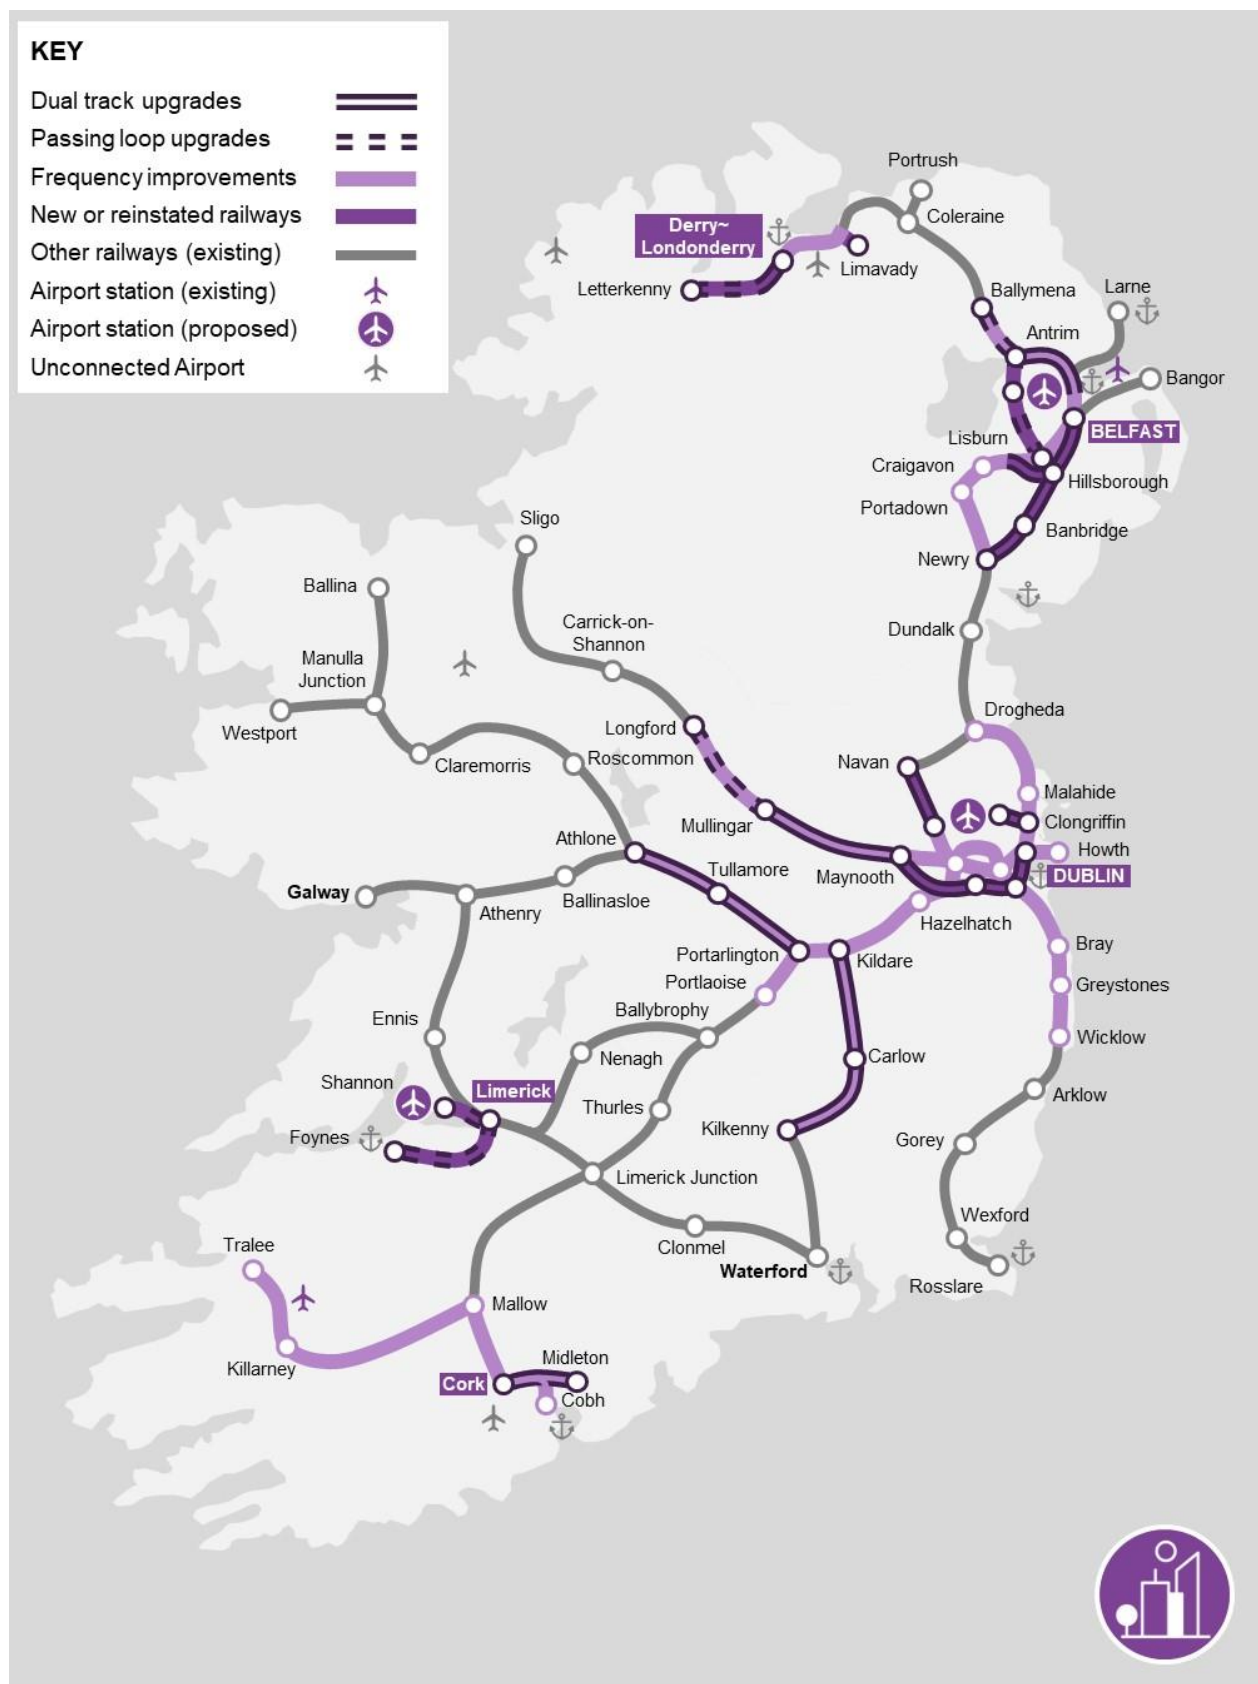 KEY
Dual track upgrades
Passing loop upgrades
Frequency improvements
New or reinstated railways
Other railways (existing)
Airport station (existing)
Airport station (proposed)
Unconnected Airport
Portrush
Coleraine
Derry~
Londonderry
Limavady
Letterkenny
Ballymena
Larne
Antrim
Bangor
BELFAST
Lisburn
Craigavon
Hillsborough
Portadown
Banbridge
Newry
Sligo
Ballina
Carrick-on-
Shannon
Dundalk
Manulla
Junction
Westport
Drogheda
Longford
Claremorris
Roscommon
Navan
Malahide
Mullingar
Clongriffin
Athlone
Howth
Tullamore
Maynooth
DUBLIN
Galway
Athenry
Ballinasloe
Hazelhatch
Portarlington
Kildare
Bray
Portlaoise
Greystones
Ballybrophy
Ennis
Wicklow
Nenagh
Carlow
Shannon
Limerick
Arklow
Thurles
Foynes
Kilkenny
Gorey
Limerick Junction
Wexford
Tralee
Clonmel
Waterford
Rosslare
Mallow
Killarney
Midleton
Cork
Cobh